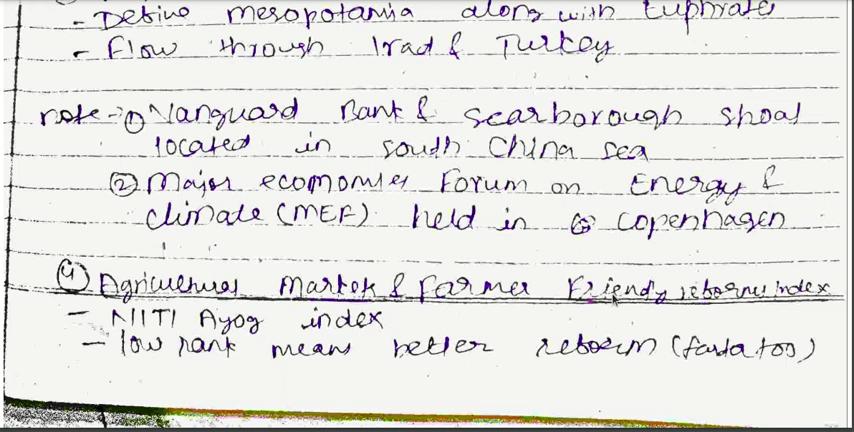 - Define mesopotamia along with Euphrate
- Flow through Iraq & Turkey
note -> ① Vanguard Bank & Scarborough shoal
located in south China sea
② Major economies Forum on Energy &
climate (MEF) held in Copenhagen
④ Agricultural Market & farmer Friendly reforms index
- NITI Ayog index
- low rank means better reform